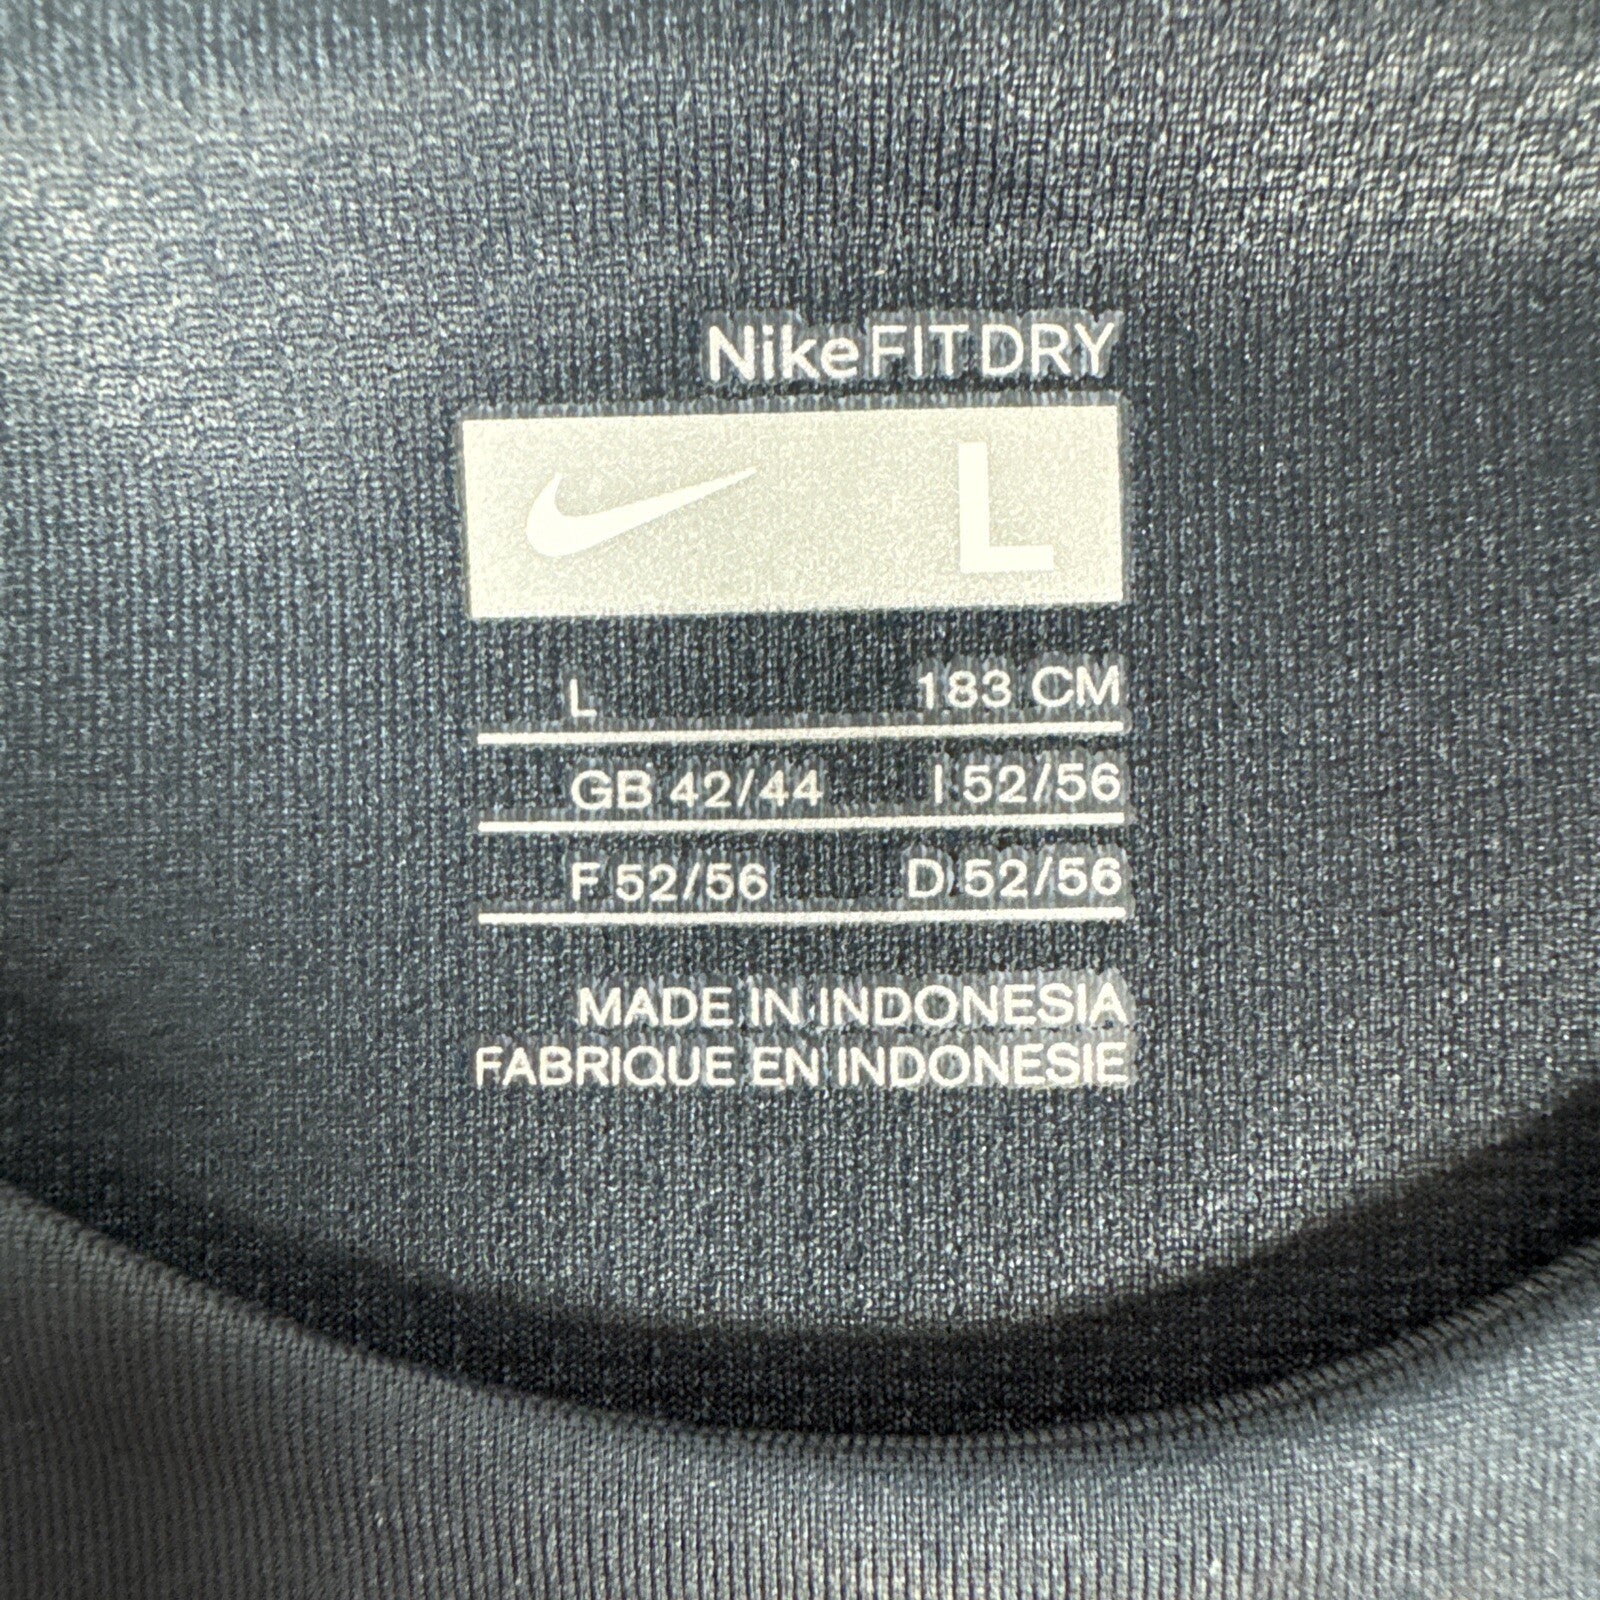 NikeFIT DRY
L
L 183 CM
GB 42/44 I 52/56
F 52/56 D 52/56
MADE IN INDONESIA
FABRIQUE EN INDONESIE